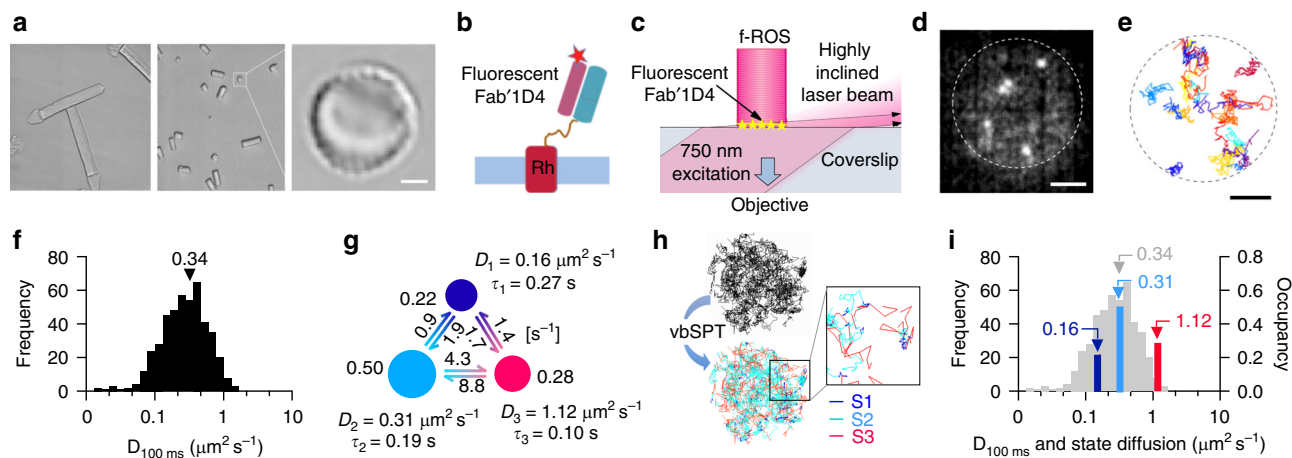 a
b
Fluorescent
Fab′1D4
Rh
c
f-ROS
Highly
inclined
laser beam
Fluorescent
Fab′1D4
750 nm
excitation
Coverslip
Objective
d
e
f
80
60
40
20
0
Frequency
0.34
0 0.1 1 10
D100 ms (μm2 s–1)
g
D1 = 0.16 μm2 s–1
τ1 = 0.27 s
0.22
0.9
1.9
1.7
1.4
[s–1]
4.3
8.8
0.50
0.28
D2 = 0.31 μm2 s–1
τ2 = 0.19 s
D3 = 1.12 μm2 s–1
τ3 = 0.10 s
h
vbSPT
S1
S2
S3
i
80
60
40
20
0
Frequency
0.34
0.31
0.16
1.12
0.8
0.6
0.4
0.2
0.0
Occupancy
0 0.1 1 10
D100 ms and state diffusion (μm2 s–1)